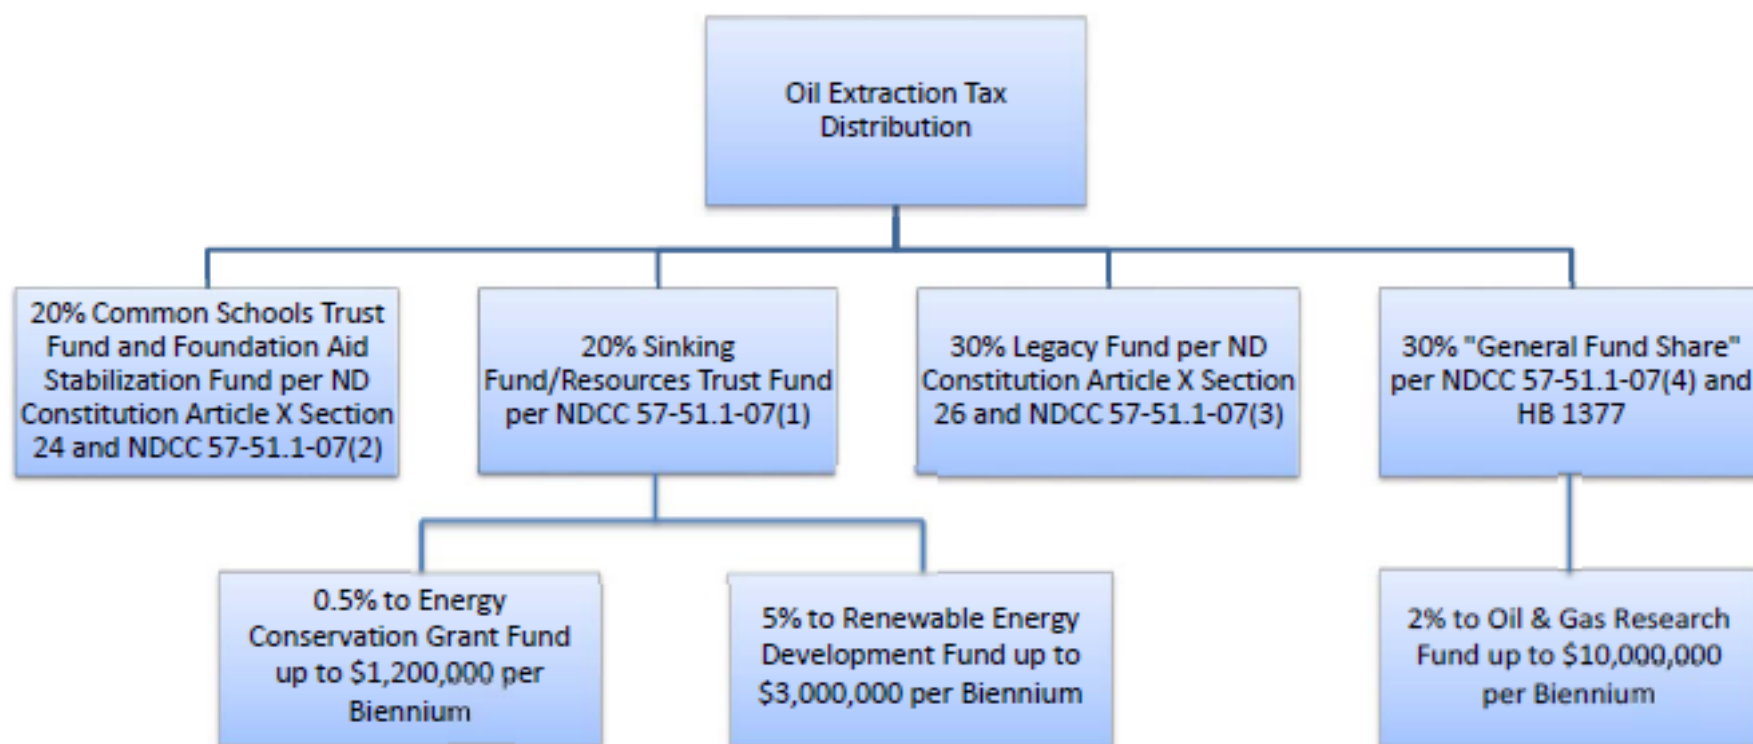 Oil Extraction Tax
Distribution
20% Common Schools Trust
Fund and Foundation Aid
Stabilization Fund per ND
Constitution Article X Section
24 and NDCC 57-51.1-07(2)
20% Sinking
Fund/Resources Trust Fund
per NDCC 57-51.1-07(1)
30% Legacy Fund per ND
Constitution Article X Section
26 and NDCC 57-51.1-07(3)
30% "General Fund Share"
per NDCC 57-51.1-07(4) and
HB 1377
0.5% to Energy
Conservation Grant Fund
up to $1,200,000 per
Biennium
5% to Renewable Energy
Development Fund up to
$3,000,000 per Biennium
2% to Oil & Gas Research
Fund up to $10,000,000
per Biennium